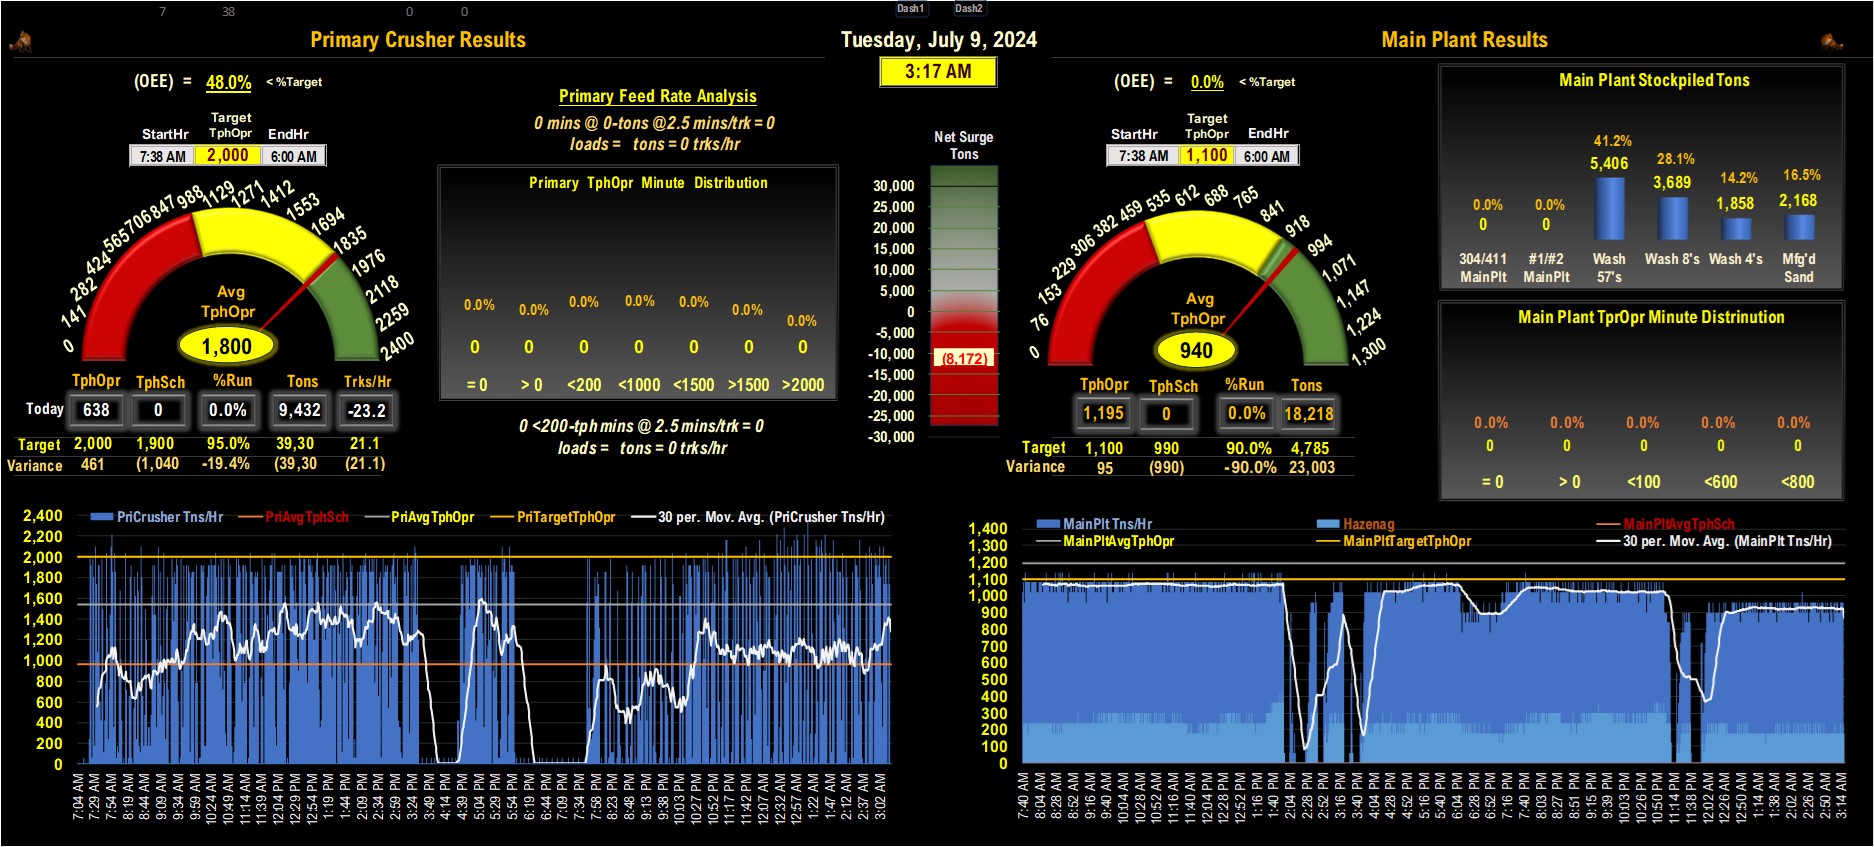 7 38 0 0 Dash1 Dash2
Primary Crusher Results
Tuesday, July 9, 2024
Main Plant Results
3:17 AM
(OEE) = 48.0% < %Target
StartHr Target TphOpr EndHr
7:38 AM 2,000 6:00 AM
0 141 282 424 565 706 847 988 1129 1271 1412 1553 1694 1835 1976 2118 2259 2400
Avg
TphOpr
1,800
TphOpr TphSch %Run Tons Trks/Hr
Today 638 0 0.0% 9,432 -23.2
Target 2,000 1,900 95.0% 39,30 21.1
Variance 461 (1,040 -19.4% (39,30 (21.1)
Primary Feed Rate Analysis
0 mins @ 0-tons @2.5 mins/trk = 0
loads = tons = 0 trks/hr
Primary TphOpr Minute Distribution
0.0% 0.0% 0.0% 0.0% 0.0% 0.0% 0.0%
0 0 0 0 0 0 0
= 0 > 0 <200 <1000 <1500 >1500 >2000
0 <200-tph mins @ 2.5 mins/trk = 0
loads = tons = 0 trks/hr
Net Surge
Tons
30,000
25,000
20,000
15,000
10,000
5,000
0
-5,000
-10,000
(8,172)
-15,000
-20,000
-25,000
-30,000
(OEE) = 0.0% < %Target
StartHr Target TphOpr EndHr
7:38 AM 1,100 6:00 AM
0 76 153 229 306 382 459 535 612 688 765 841 918 994 1,071 1,147 1,224 1,300
Avg
TphOpr
940
TphOpr TphSch %Run Tons
1,195 0 0.0% 18,218
Target 1,100 990 90.0% 4,785
Variance 95 (990) -90.0% 23,003
Main Plant Stockpiled Tons
0.0% 0.0% 41.2% 28.1% 14.2% 16.5%
0 0 5,406 3,689 1,858 2,168
304/411 #1/#2 Wash Wash 8's Wash 4's Mfg'd
MainPlt MainPlt 57's Sand
Main Plant TprOpr Minute Distrinution
0.0% 0.0% 0.0% 0.0% 0.0%
0 0 0 0 0
= 0 > 0 <100 <600 <800
PriCrusher Tns/Hr PriAvgTphSch PriAvgTphOpr PriTargetTphOpr 30 per. Mov. Avg. (PriCrusher Tns/Hr)
2,400
2,200
2,000
1,800
1,600
1,400
1,200
1,000
800
600
400
200
0
7:04 AM 7:29 AM 7:54 AM 8:19 AM 8:44 AM 9:09 AM 9:34 AM 9:59 AM 10:24 AM 10:49 AM 11:14 AM 11:39 AM 12:04 PM 12:29 PM 12:54 PM 1:19 PM 1:44 PM 2:09 PM 2:34 PM 2:59 PM 3:24 PM 3:49 PM 4:14 PM 4:39 PM 5:04 PM 5:29 PM 5:54 PM 6:19 PM 6:44 PM 7:09 PM 7:34 PM 7:58 PM 8:23 PM 8:48 PM 9:13 PM 9:38 PM 10:03 PM 10:27 PM 10:52 PM 11:17 PM 11:42 PM 12:07 AM 12:32 AM 12:57 AM 1:22 AM 1:47 AM 2:12 AM 2:37 AM 3:02 AM
MainPlt Tns/Hr Hazenag MainPltAvgTphSch
MainPltAvgTphOpr MainPltTargetTphOpr 30 per. Mov. Avg. (MainPlt Tns/Hr)
1,400
1,300
1,200
1,100
1,000
900
800
700
600
500
400
300
200
100
0
7:40 AM 8:04 AM 8:28 AM 8:52 AM 9:16 AM 9:40 AM 10:04 AM 10:28 AM 10:52 AM 11:16 AM 11:40 AM 12:04 PM 12:28 PM 12:52 PM 1:16 PM 1:40 PM 2:04 PM 2:28 PM 2:52 PM 3:16 PM 3:40 PM 4:04 PM 4:28 PM 5:16 PM 5:40 PM 6:04 PM 6:28 PM 6:52 PM 7:16 PM 7:40 PM 8:03 PM 8:27 PM 8:51 PM 9:15 PM 9:39 PM 10:03 PM 10:26 PM 10:50 PM 11:14 PM 11:38 PM 12:02 AM 12:26 AM 12:50 AM 1:14 AM 1:38 AM 2:02 AM 2:26 AM 2:50 AM 3:14 AM